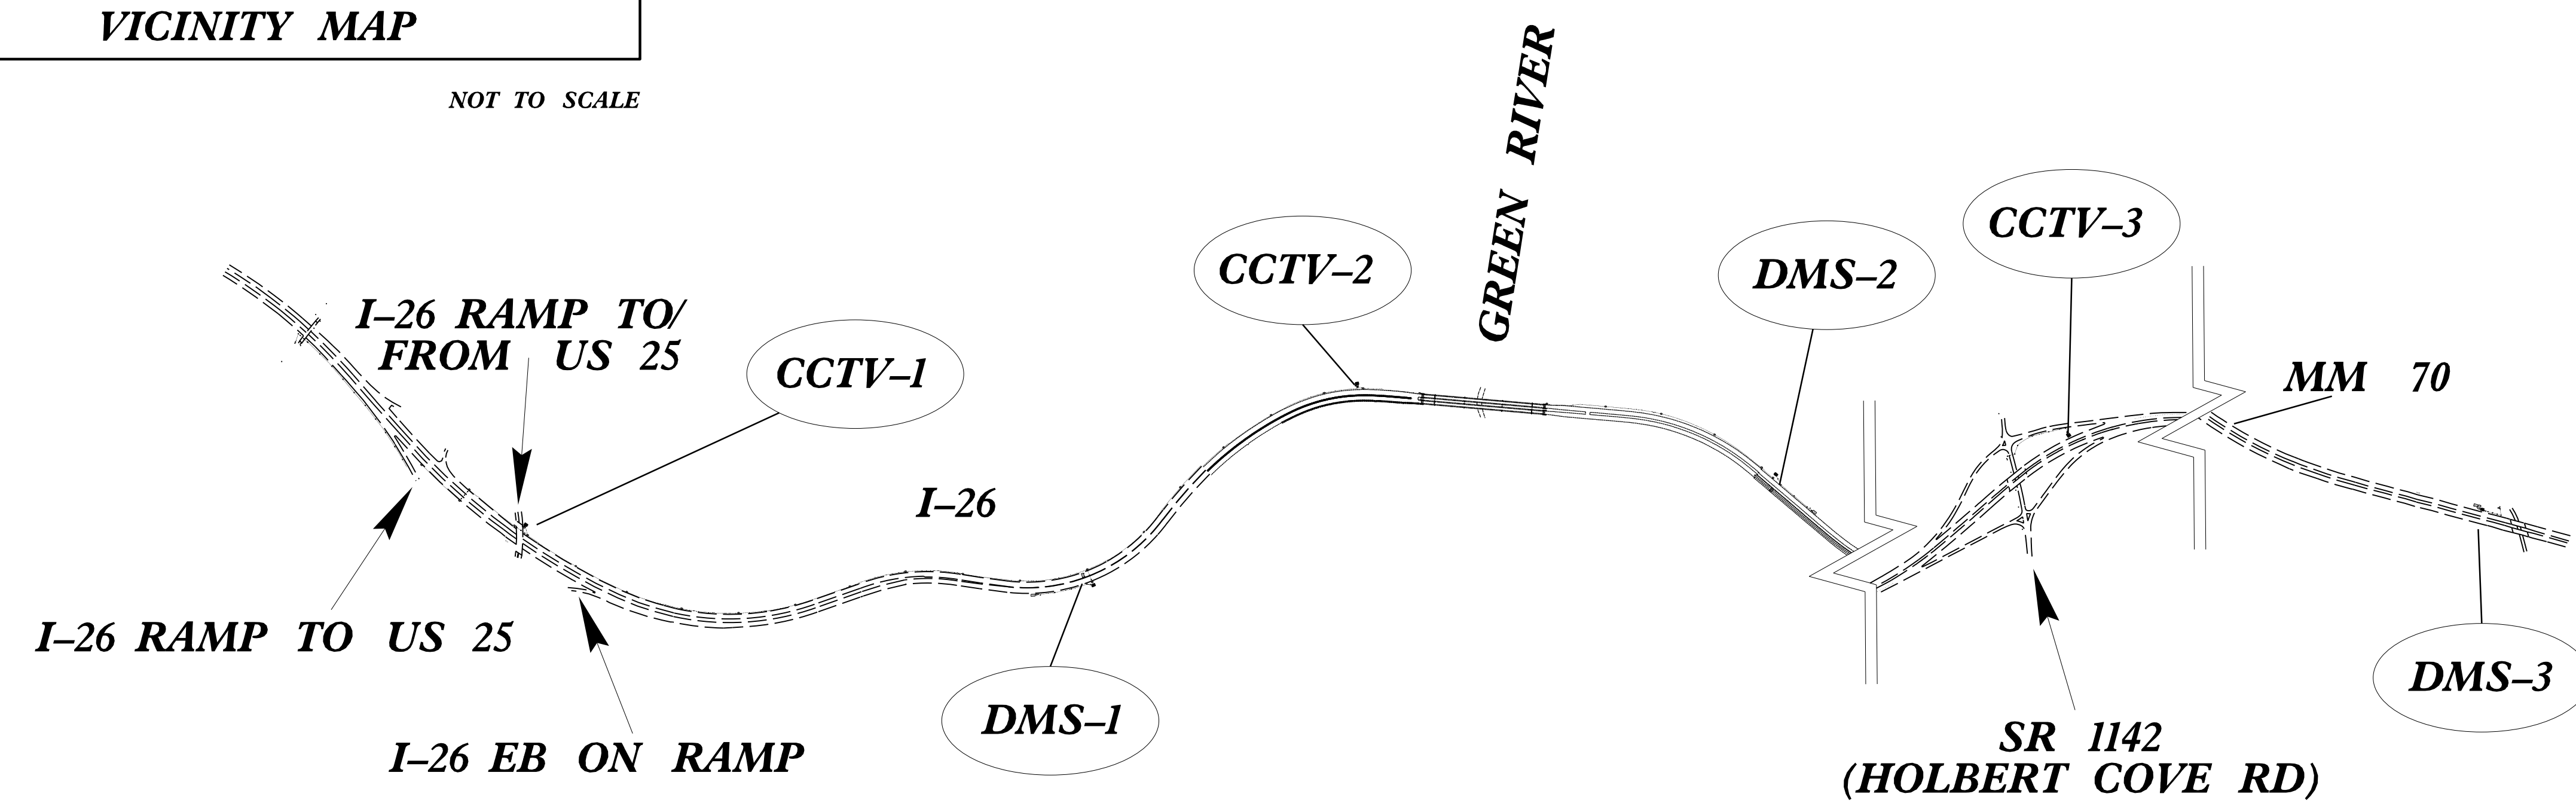 VICINITY MAP
NOT TO SCALE
GREEN RIVER
CCTV-3
CCTV-2
DMS-2
I-26 RAMP TO/
FROM US 25
CCTV-1
MM 70
I-26
I-26 RAMP TO US 25
DMS-3
DMS-1
I-26 EB ON RAMP
SR 1142
(HOLBERT COVE RD)